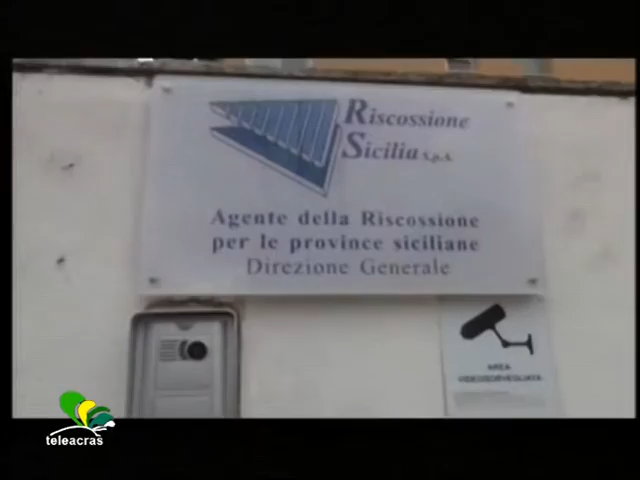 Riscossione
Sicilia S.p.A.
Agente della Riscossione
per le province siciliane
Direzione Generale
AREA
VIDEOSORVEGLIATA
teleacras